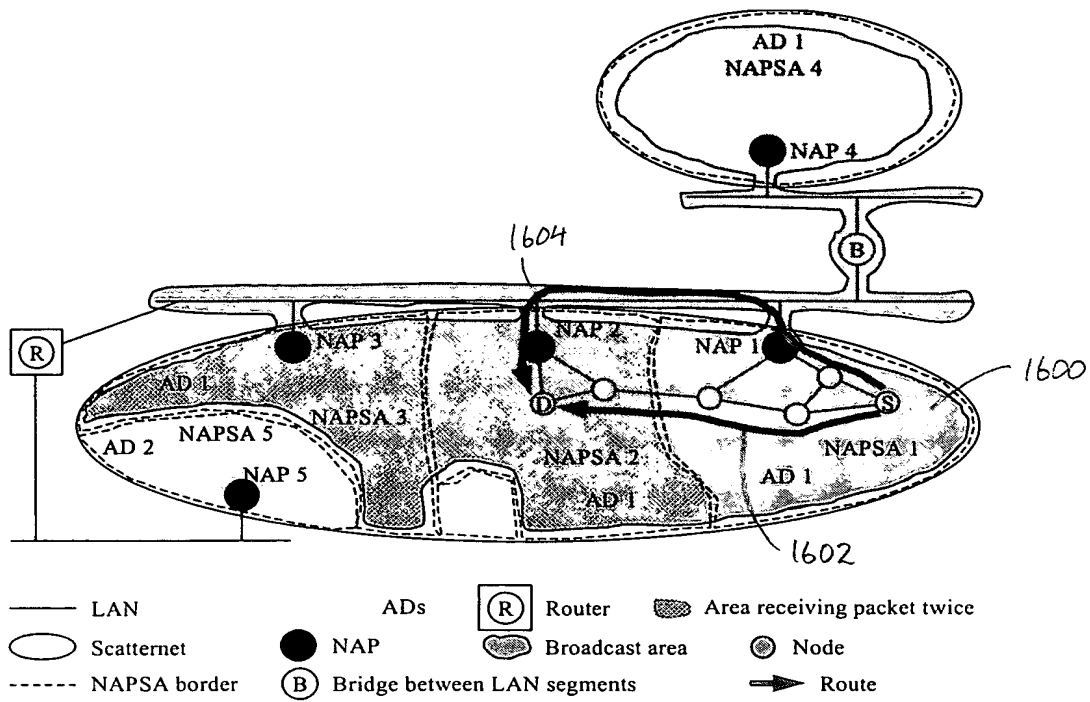 AD 1
NAPSA 4
NAP 4
B
1604
R
NAP 3
NAP 2
NAP 1
1600
AD 1
NAPSA 3
D
S
NAPSA 5
AD 2
NAPSA 1
NAPSA 2
NAP 5
AD 1
AD 1
1602
LAN
ADs
R Router
Area receiving packet twice
Scatternet
NAP
Broadcast area
Node
NAPSA border
B Bridge between LAN segments
Route